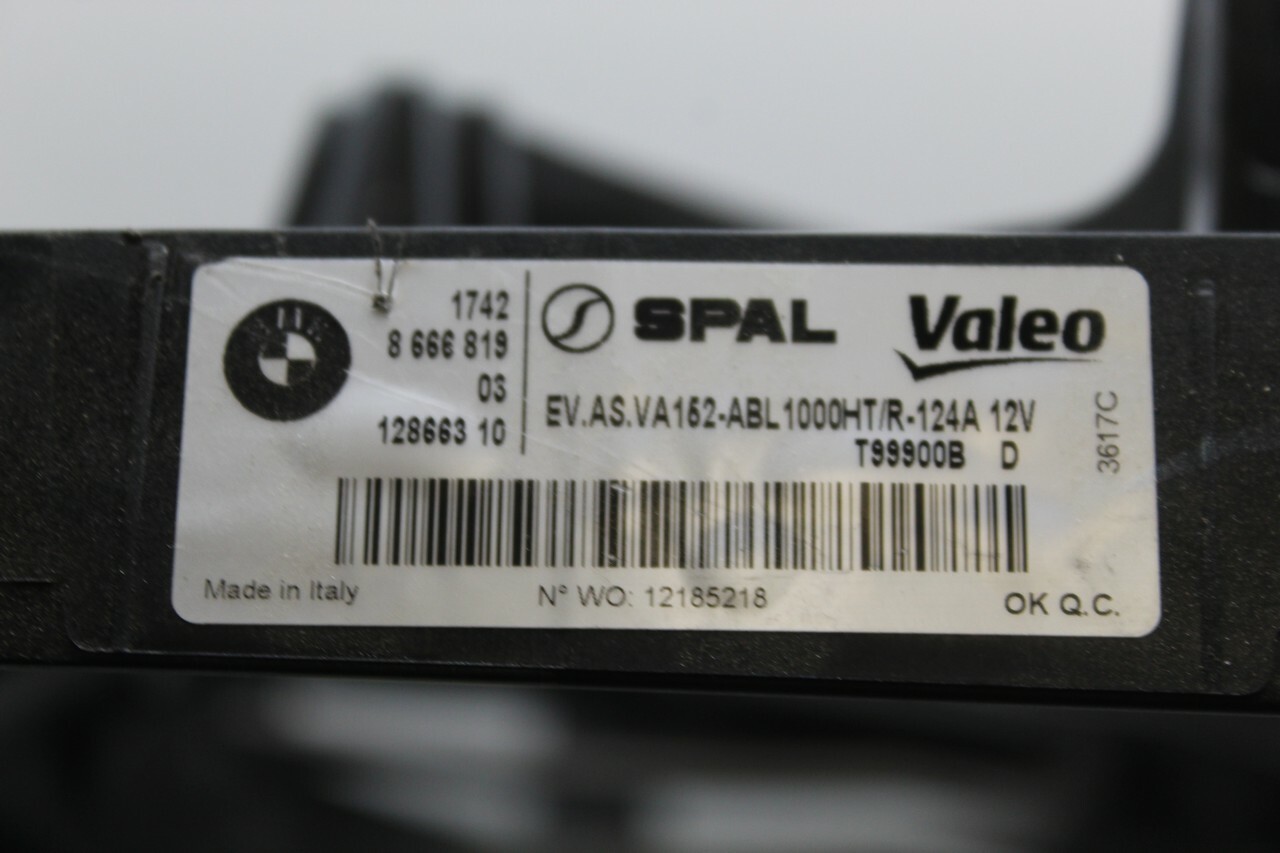 1742
8 666 819
03
128663 10
SPAL
Valeo
EV.AS.VA152-ABL1000HT/R-124A 12V
T99900B D
3617C
Made in Italy
N° WO: 12185218
OK Q.C.